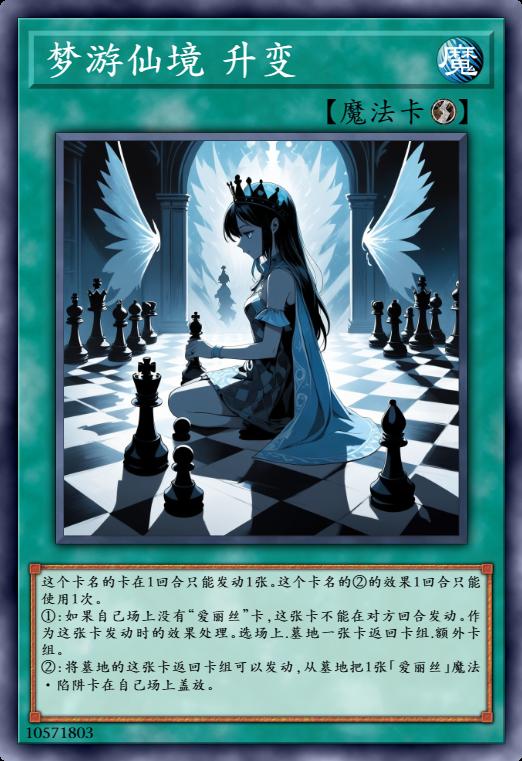 梦游仙境 升变
魔
【魔法卡】
这个卡名的卡在1回合只能发动1张。这个卡名的②的效果1回合只能
使用1次。
①:如果自己场上没有“爱丽丝”卡,这张卡不能在对方回合发动。作
为这张卡发动时的效果处理。选场上.墓地一张卡返回卡组.额外卡
组。
②:将墓地的这张卡返回卡组可以发动,从墓地把1张「爱丽丝」魔法
·陷阱卡在自己场上盖放。
10571803